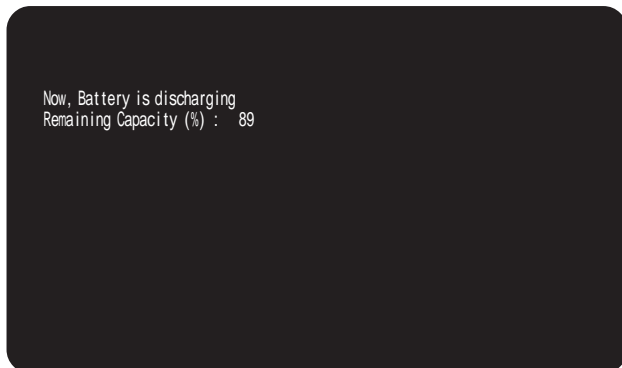 Now, Battery is discharging
Remaining Capacity (%) :   89